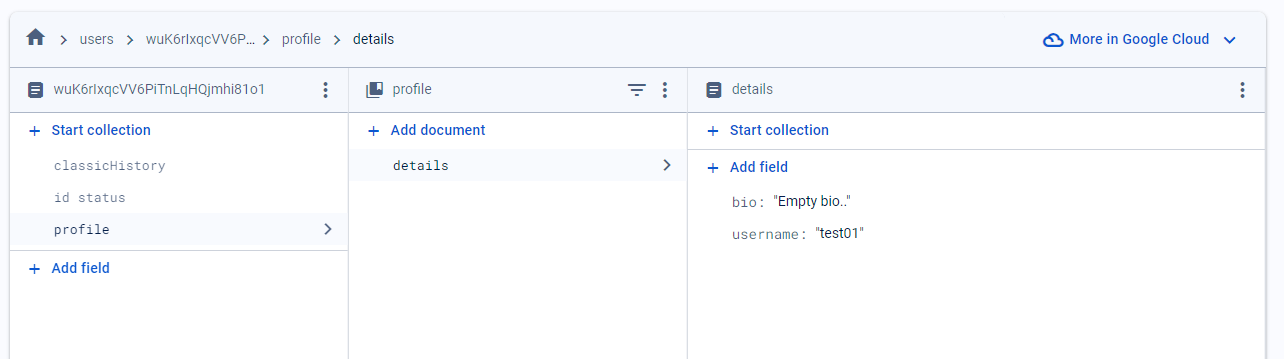 users wuK6rIxqcVV6P... profile details
More in Google Cloud
wuK6rIxqcVV6PiTnLqHQjmhi81o1
Start collection
classicHistory
id status
profile
Add field
profile
Add document
details
details
Start collection
Add field
bio: "Empty bio.."
username: "test01"